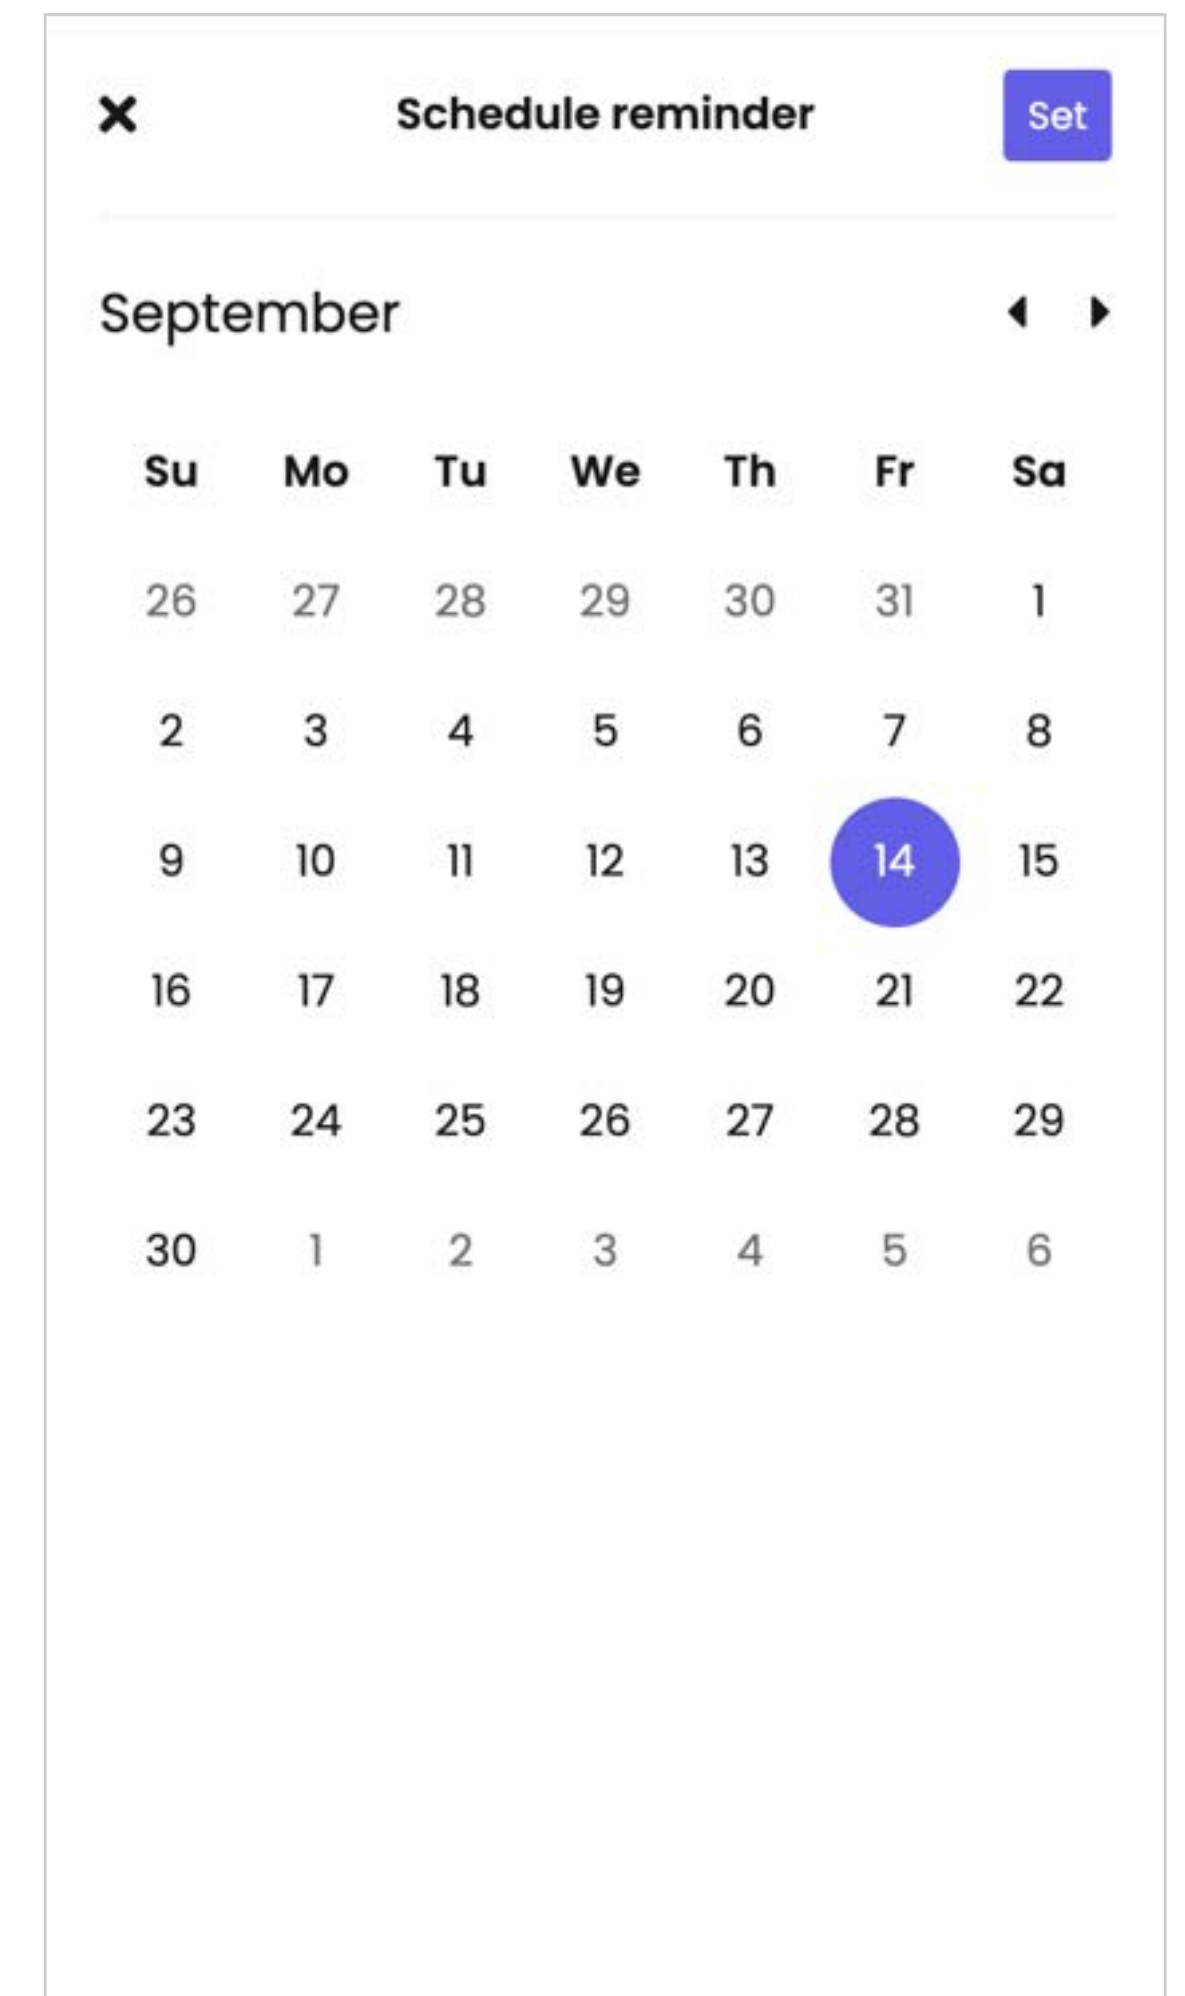 Schedule reminder Set
September
Su Mo Tu We Th Fr Sa
26 27 28 29 30 31 1
2 3 4 5 6 7 8
9 10 11 12 13 14 15
16 17 18 19 20 21 22
23 24 25 26 27 28 29
30 1 2 3 4 5 6